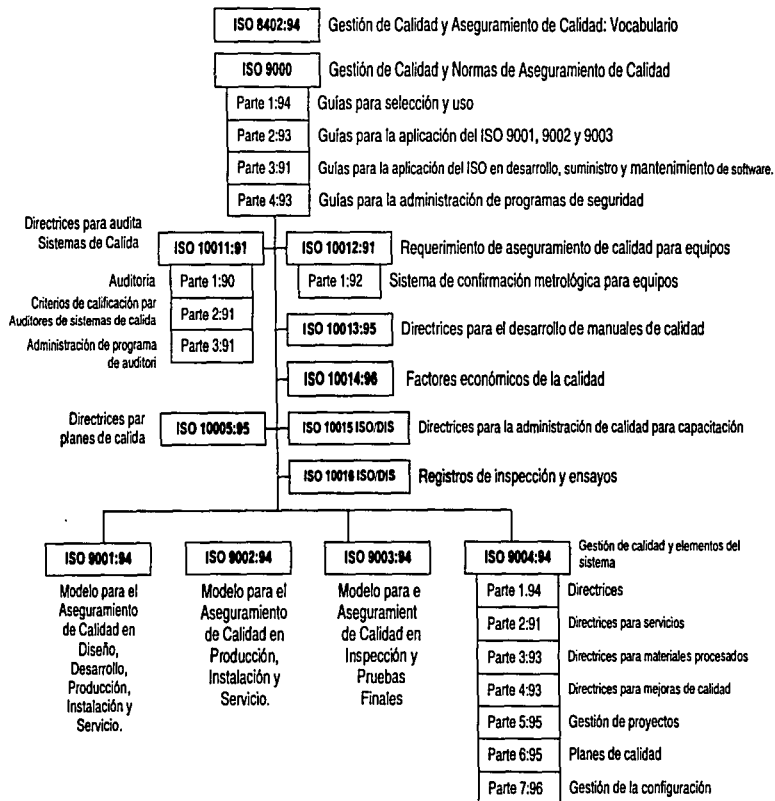 ISO 8402:94 Gestión de Calidad y Aseguramiento de Calidad: Vocabulario
ISO 9000 Gestión de Calidad y Normas de Aseguramiento de Calidad
Parte 1:94 Guías para selección y uso
Parte 2:93 Guías para la aplicación del ISO 9001, 9002 y 9003
Parte 3:91 Guías para la aplicación del ISO en desarrollo, suministro y mantenimiento de software.
Parte 4:93 Guías para la administración de programas de seguridad
Directrices para audita
Sistemas de Calida
ISO 10011:91
Auditoria Parte 1:90
Criterios de calificación par
Auditores de sistemas de calida
Parte 2:91
Administración de programa
de auditori
Parte 3:91
ISO 10012:91 Requerimiento de aseguramiento de calidad para equipos
Parte 1:92 Sistema de confirmación metrológica para equipos
ISO 10013:95 Directrices para el desarrollo de manuales de calidad
ISO 10014:96 Factores económicos de la calidad
Directrices par
planes de calida
ISO 10005:95
ISO 10015 ISO/DIS Directrices para la administración de calidad para capacitación
ISO 10016 ISO/DIS Registros de inspección y ensayos
ISO 9001:94
Modelo para el
Aseguramiento
de Calidad en
Diseño,
Desarrollo,
Producción,
Instalación y
Servicio.
ISO 9002:94
Modelo para el
Aseguramiento
de Calidad en
Producción,
Instalación y
Servicio.
ISO 9003:94
Modelo para e
Asegurament
de Calidad en
Inspección y
Pruebas
Finales
ISO 9004:94
Gestión de calidad y elementos del
sistema
Parte 1.94 Directrices
Parte 2:91 Directrices para servicios
Parte 3:93 Directrices para materiales procesados
Parte 4:93 Directrices para mejoras de calidad
Parte 5:95 Gestión de proyectos
Parte 6:95 Planes de calidad
Parte 7:96 Gestión de la configuración